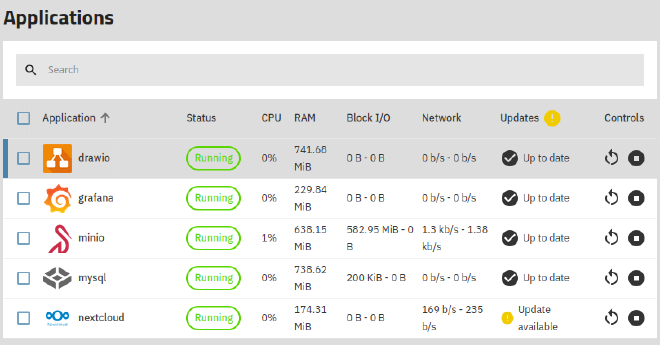 Applications
Search
Application Status CPU RAM Block I/O Network Updates Controls
drawio Running 0% 741.68 MiB 0 B - 0 B 0 b/s - 0 b/s Up to date
grafana Running 0% 229.84 MiB 0 B - 0 B 0 b/s - 0 b/s Up to date
minio Running 1% 638.15 MiB 582.95 MiB - 0 B 1.3 kb/s - 1.38 kb/s Up to date
mysql Running 0% 738.62 MiB 200 KiB - 0 B 0 b/s - 0 b/s Up to date
nextcloud Running 0% 174.31 MiB 0 B - 0 B 169 b/s - 235 b/s Update available